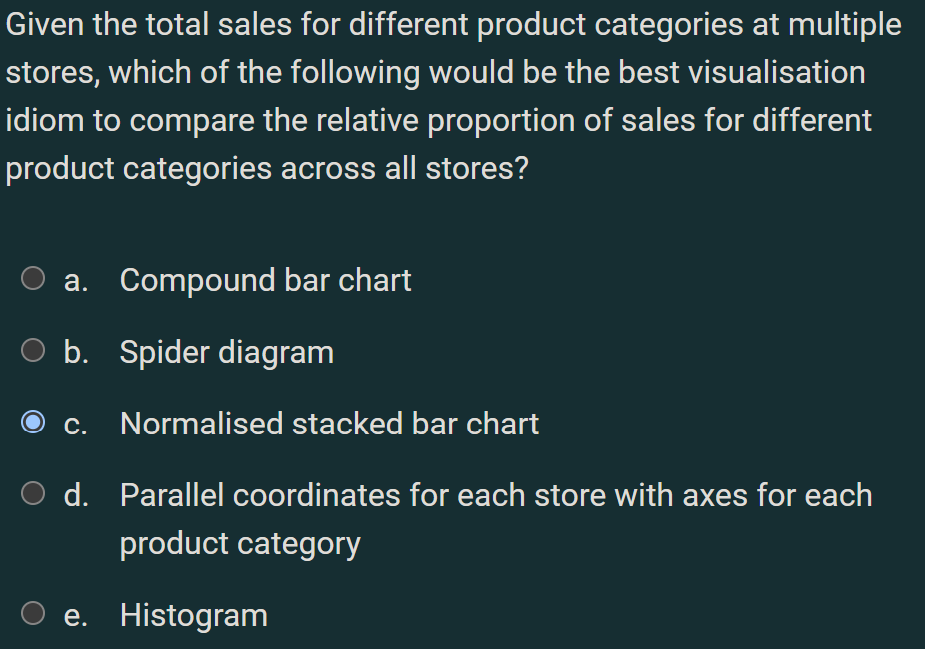 Given the total sales for different product categories at multiple
stores, which of the following would be the best visualisation
idiom to compare the relative proportion of sales for different
product categories across all stores?
a. Compound bar chart
b. Spider diagram
c. Normalised stacked bar chart
d. Parallel coordinates for each store with axes for each
product category
e. Histogram